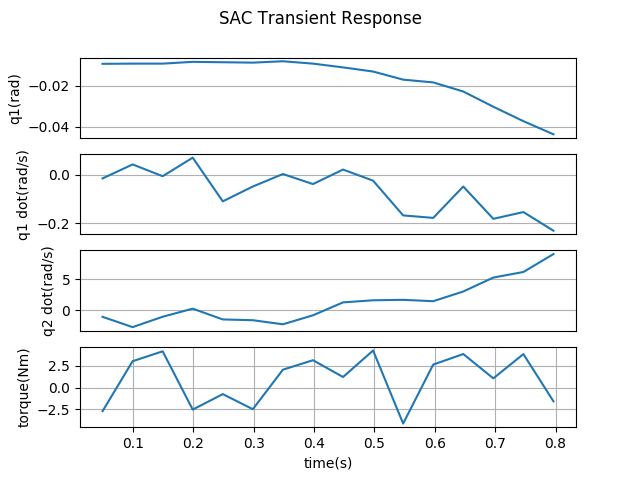 SAC Transient Response
q1(rad)
−0.02
−0.04
q1 dot(rad/s)
0.0
−0.2
q2 dot(rad/s)
5
0
torque(Nm)
2.5
0.0
−2.5
0.1 0.2 0.3 0.4 0.5 0.6 0.7 0.8
time(s)